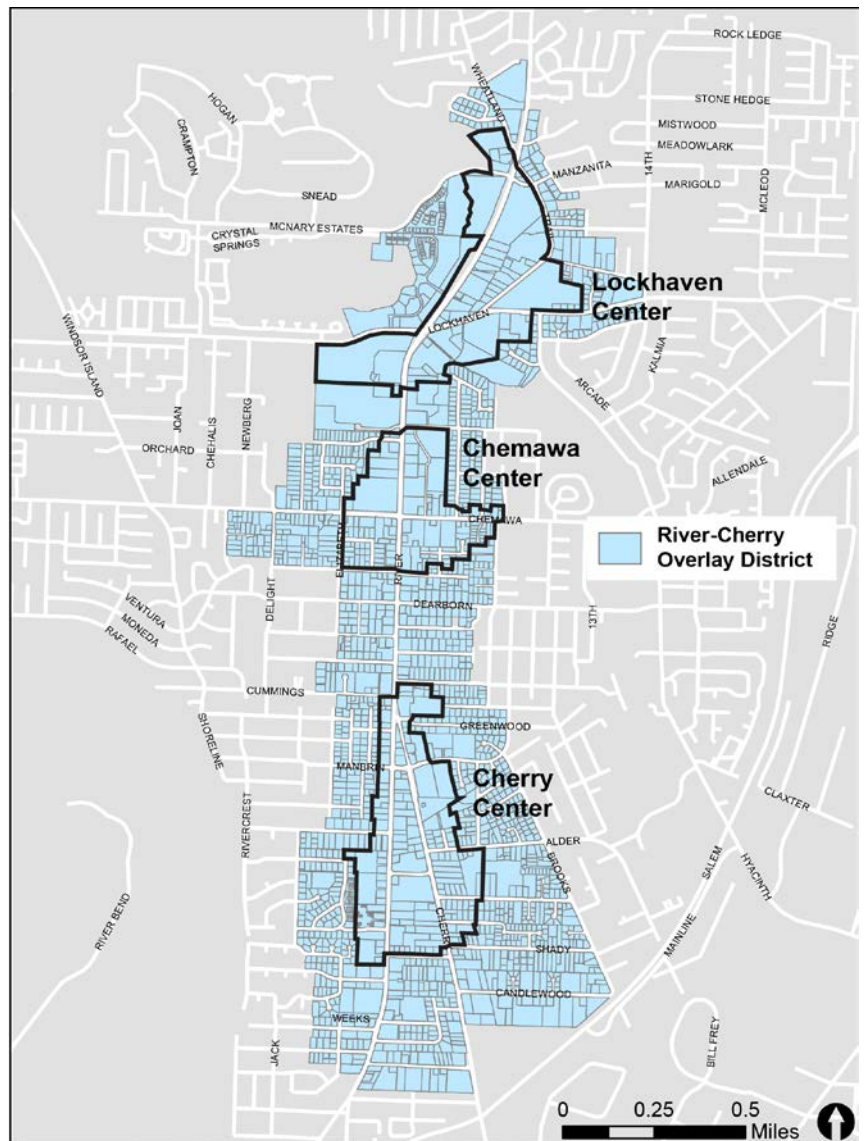 ROCK LEDGE
WHEATLAND
HOGAN
STONE HEDGE
CRAMPTON
MISTWOOD
MEADOWLARK
14TH
MANZANITA
MARIGOLD
MCLEOD
SNEAD
TRAIL
MCNARY ESTATES
CRYSTAL
SPRINGS
Lockhaven
Center
LOCKHAVEN
WINDSOR ISLAND
KALMIA
ARCADE
JOAN
CHEHALIS
NEWBERG
ORCHARD
Chemawa
Center
ALLENDALE
CHEMAWA
River-Cherry
Overlay District
ELIZABETH
RIVER
DELIGHT
DEARBORN
VENTURA
MONEDA
RAFAEL
13TH
RIDGE
CUMMINGS
SHORELINE
GREENWOOD
MANBRIN
Cherry
Center
CLAXTER
RIVERCREST
ALDER
BROOKS
SALEM
HYACINTH
RIVER BEND
CHERRY
MAINLINE
SHADY
CANDLEWOOD
WEEKS
JACK
BILL FREY
0 0.25 0.5
Miles